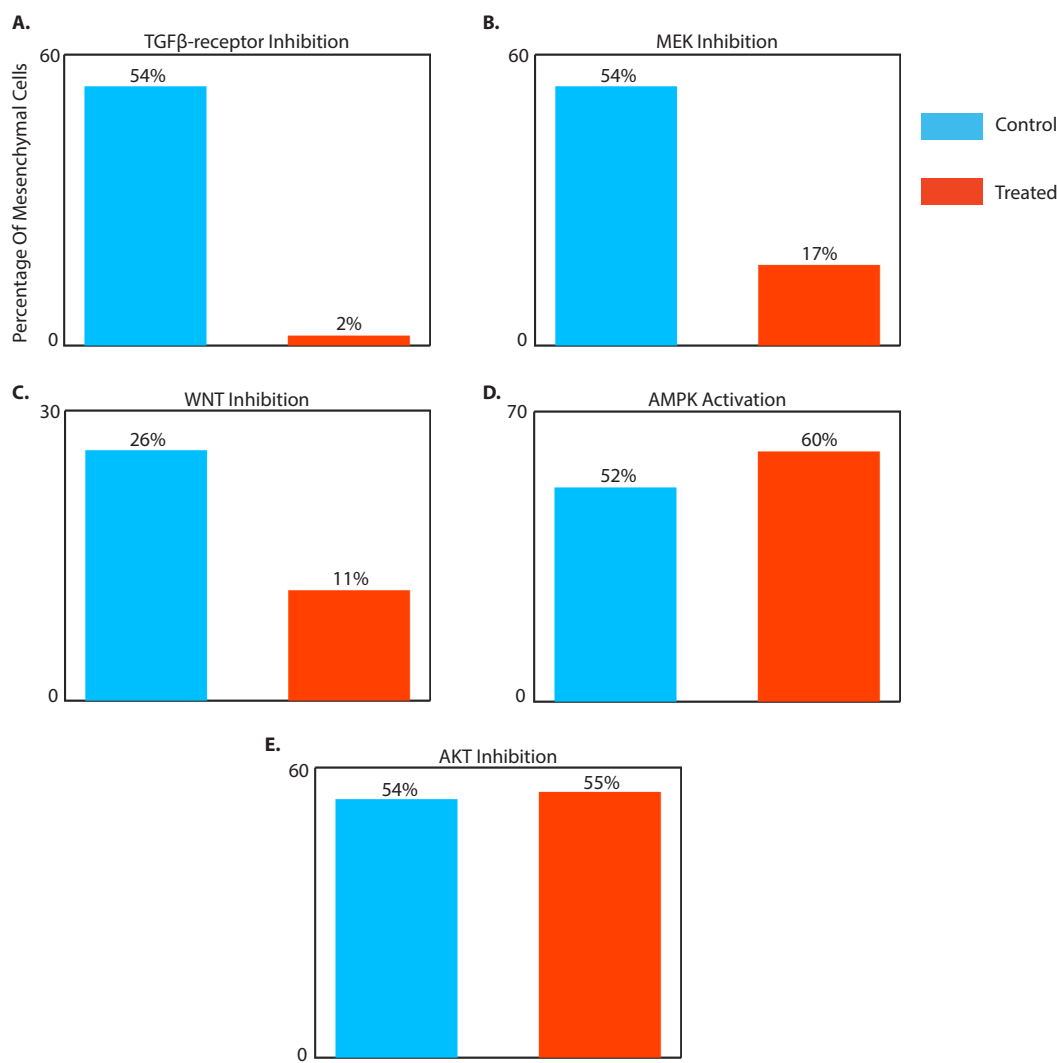 A.
TGFβ-receptor Inhibition
60
54%
2%
0
Percentage Of Mesenchymal Cells
B.
MEK Inhibition
60
54%
17%
0
Control
Treated
C.
WNT Inhibition
30
26%
11%
0
D.
AMPK Activation
70
52%
60%
0
E.
AKT Inhibition
60
54%
55%
0